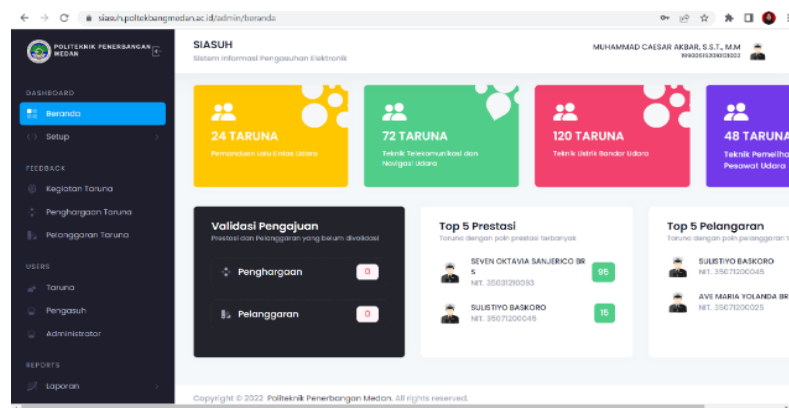 siasuh.poltekbangmedan.ac.id/admin/beranda
POLITEKNIK PENERBANGAN
MEDAN
SIASUH
Sistem Informasi Pengasuhan Elektronik
MUHAMMAD CAESAR AKBAR, S.S.T., M.M
DASHBOARD
Beranda
Setup
FEEDBACK
Kegiatan Taruna
Penghargaan Taruna
Pelanggaran Taruna
USERS
Taruna
Pengasuh
Administrator
REPORTS
Laporan
24 TARUNA
Pemanduan Lalu Lintas Udara
72 TARUNA
Teknik Telekomunikasi dan
Navigasi Udara
120 TARUNA
Teknik Listrik Bandar Udara
48 TARUNA
Teknik Pemeliha
Pesawat Udara
Validasi Pengajuan
Prestasi dan Pelanggaran yang belum divalidasi
Penghargaan 0
Pelanggaran 0
Top 5 Prestasi
Taruna dengan poin prestasi terbanyak
SEVEN OKTAVIA SANJERICO BR
S
NIT. 35031210093
95
SULISTIYO BASKORO
NIT. 35071200045
15
Top 5 Pelangaran
Taruna dengan poin pelanggaran t
SULISTIYO BASKORO
NIT. 35071200045
AVE MARIA YOLANDA BR
NIT. 35071200025
Copyright © 2022 Politeknik Penerbangan Medan. All rights reserved.